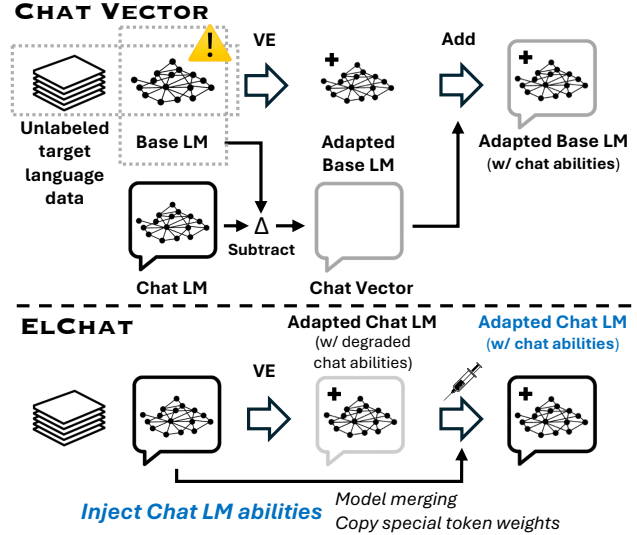 CHAT VECTOR
!
VE
Add
Unlabeled
target
language
data
Base LM
Adapted
Base LM
Adapted Base LM
(w/ chat abilities)
Δ
Subtract
Chat LM
Chat Vector
ELCHAT
Adapted Chat LM
(w/ degraded
chat abilities)
Adapted Chat LM
(w/ chat abilities)
VE
Inject Chat LM abilities
Model merging
Copy special token weights